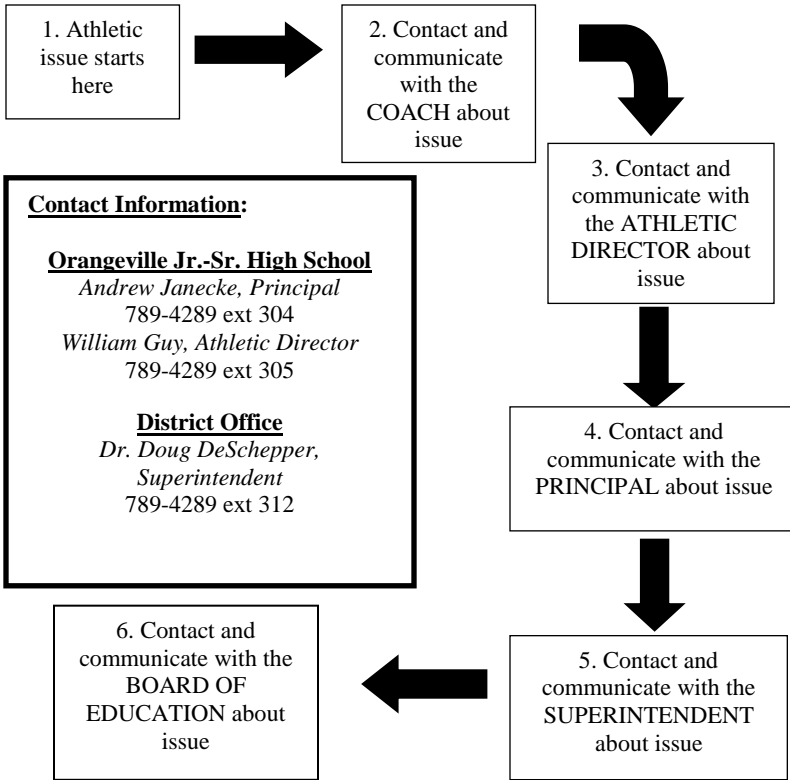 1. Athletic
issue starts
here
2. Contact and
communicate
with the
COACH about
issue
3. Contact and
communicate with
the ATHLETIC
DIRECTOR about
issue
Contact Information:
Orangeville Jr.-Sr. High School
Andrew Janecke, Principal
789-4289 ext 304
William Guy, Athletic Director
789-4289 ext 305
District Office
Dr. Doug DeSchepper,
Superintendent
789-4289 ext 312
4. Contact and
communicate with the
PRINCIPAL about issue
5. Contact and
communicate with the
SUPERINTENDENT
about issue
6. Contact and
communicate with the
BOARD OF
EDUCATION about
issue